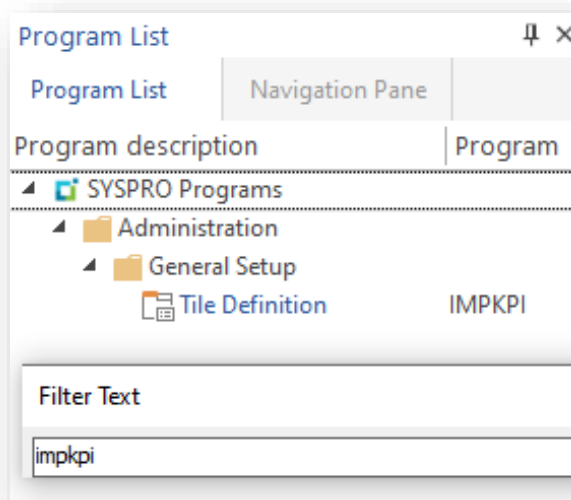 Program List
Program List Navigation Pane
Program description Program
SYSPRO Programs
Administration
General Setup
Tile Definition IMPKPI
Filter Text
impkpi